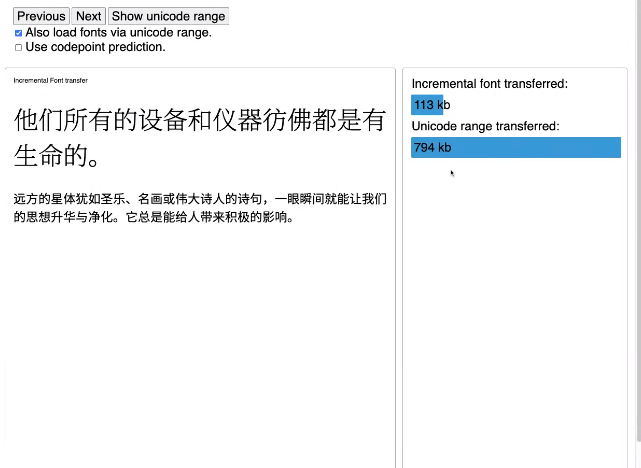 Previous Next Show unicode range
Also load fonts via unicode range.
Use codepoint prediction.
Incremental Font transfer
他们所有的设备和仪器彷佛都是有
生命的。
远方的星体犹如圣乐、名画或伟大诗人的诗句，一眼瞬间就能让我们
的思想升华与净化。它总是能给人带来积极的影响。
Incremental font transferred:
113 kb
Unicode range transferred:
794 kb